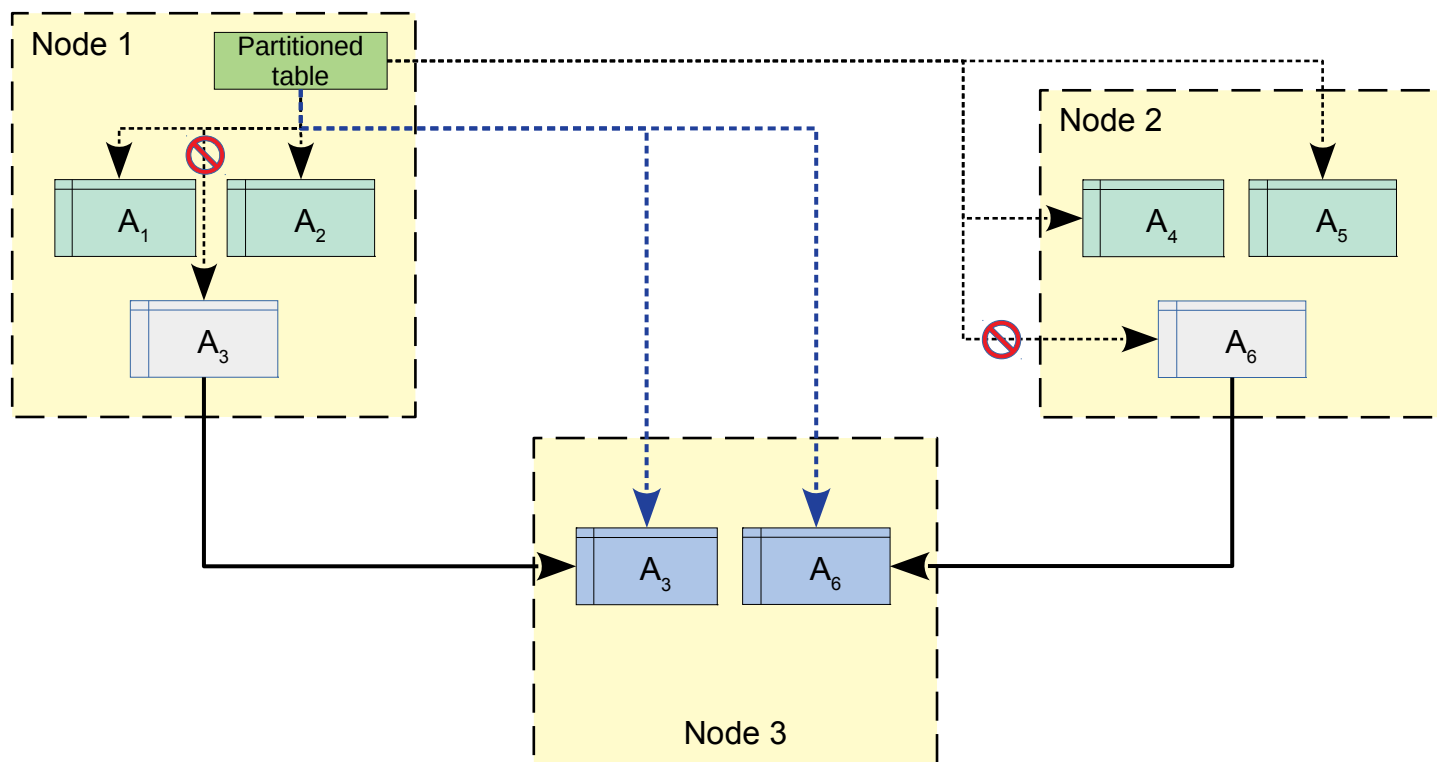 Node 1
Partitioned
table
Node 2
A₁
A₂
A₄
A₅
A₃
A₆
A₃
A₆
Node 3